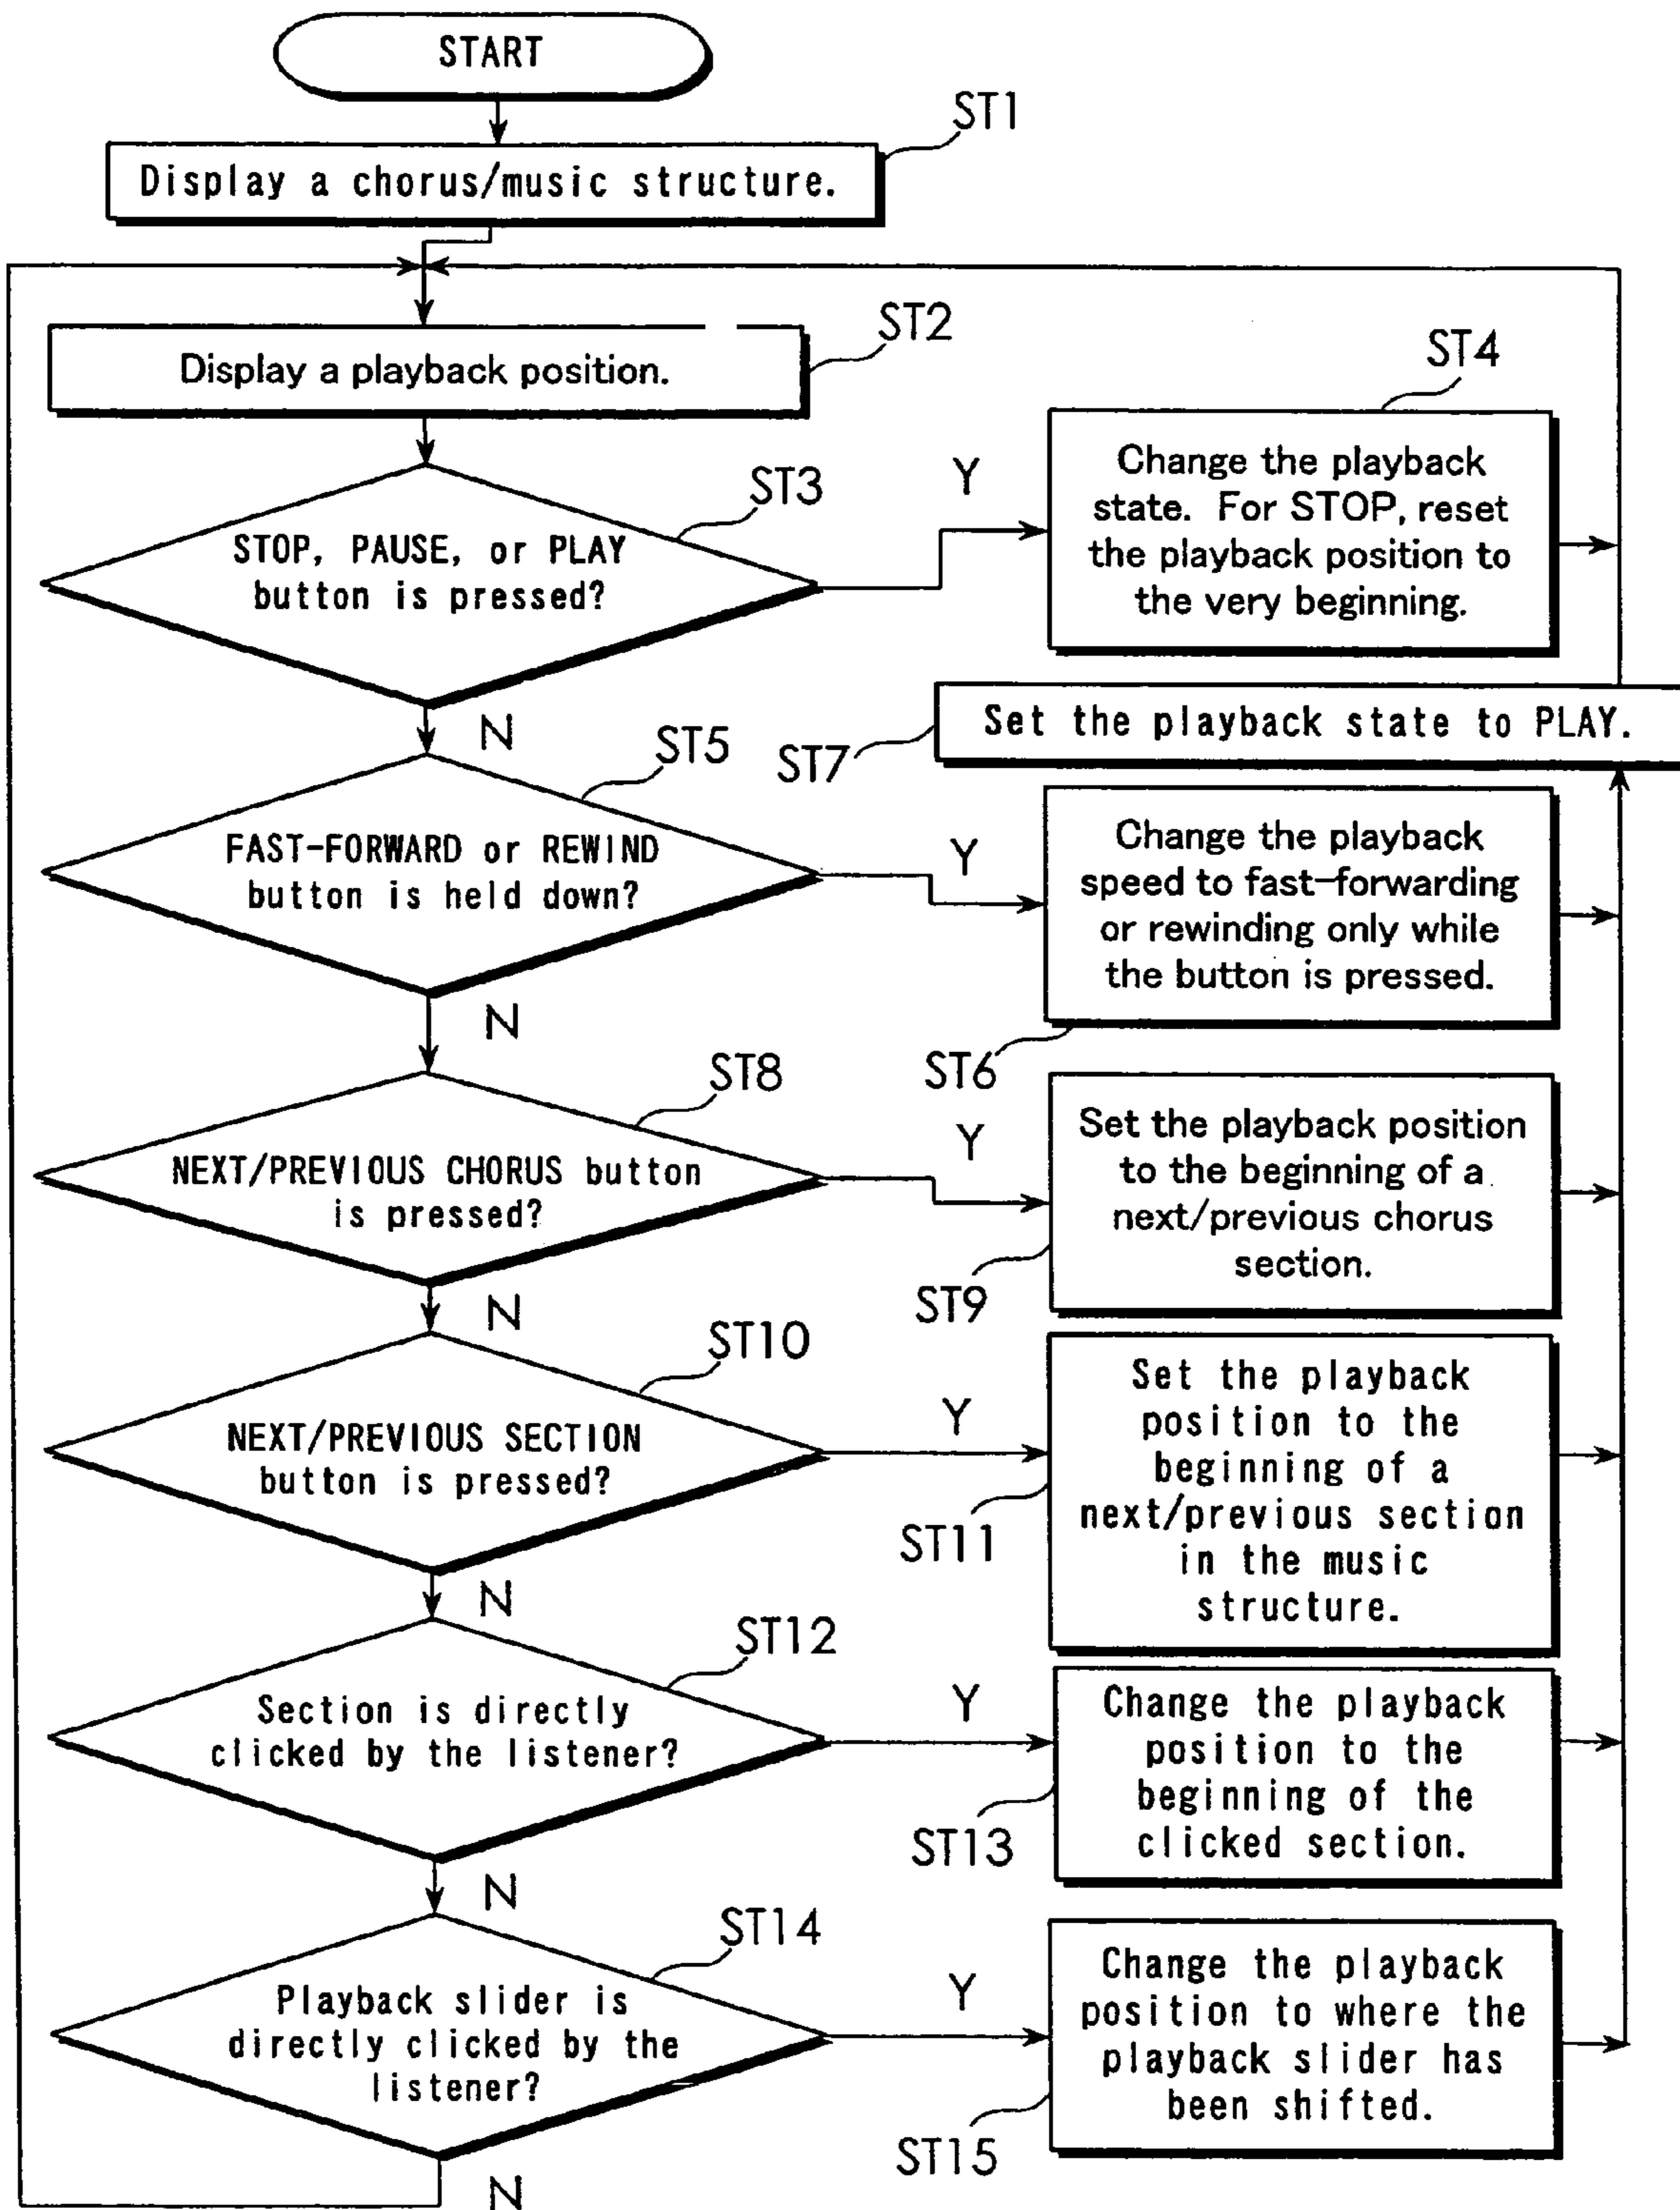 START
ST1
Display a chorus/music structure.
ST2
Display a playback position.
ST4
Change the playback
state. For STOP, reset
the playback position to
the very beginning.
Y
ST3
STOP, PAUSE, or PLAY
button is pressed?
N
Set the playback state to PLAY.
ST7
ST5
FAST-FORWARD or REWIND
button is held down?
Y
Change the playback
speed to fast-forwarding
or rewinding only while
the button is pressed.
ST6
N
ST8
NEXT/PREVIOUS CHORUS button
is pressed?
Y
Set the playback position
to the beginning of a
next/previous chorus
section.
ST9
N
ST10
NEXT/PREVIOUS SECTION
button is pressed?
Y
Set the playback
position to the
beginning of a
next/previous section
in the music
structure.
ST11
N
ST12
Section is directly
clicked by the listener?
Y
Change the playback
position to the
beginning of the
clicked section.
ST13
N
ST14
Playback slider is
directly clicked by the
listener?
Y
Change the playback
position to where the
playback slider has
been shifted.
ST15
N